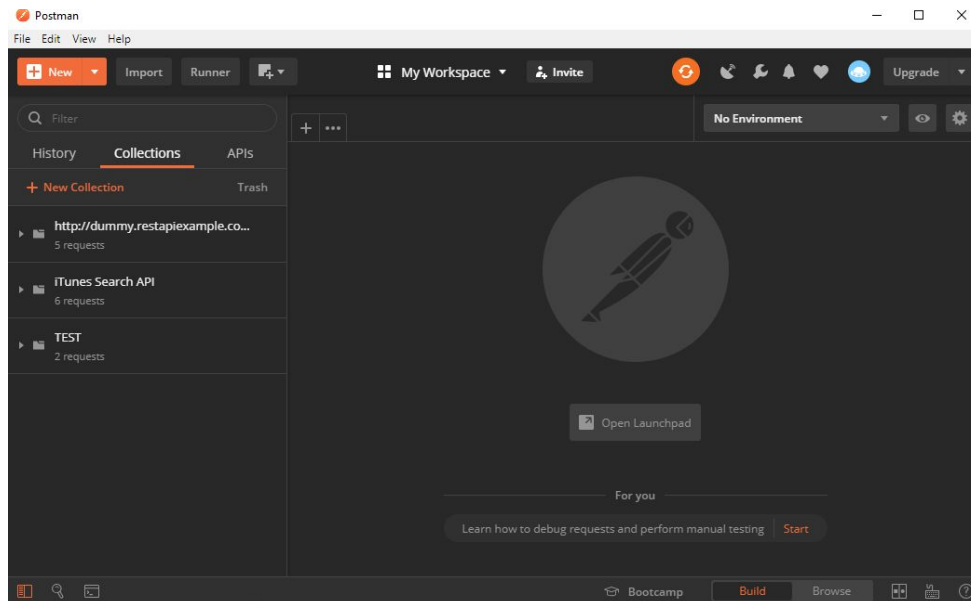 Postman
File Edit View Help
New Import Runner My Workspace Invite Upgrade
Filter
No Environment
History Collections APIs
+ New Collection Trash
http://dummy.restapiexample.co...
5 requests
iTunes Search API
6 requests
TEST
2 requests
Open Launchpad
For you
Learn how to debug requests and perform manual testing Start
Bootcamp Build Browse